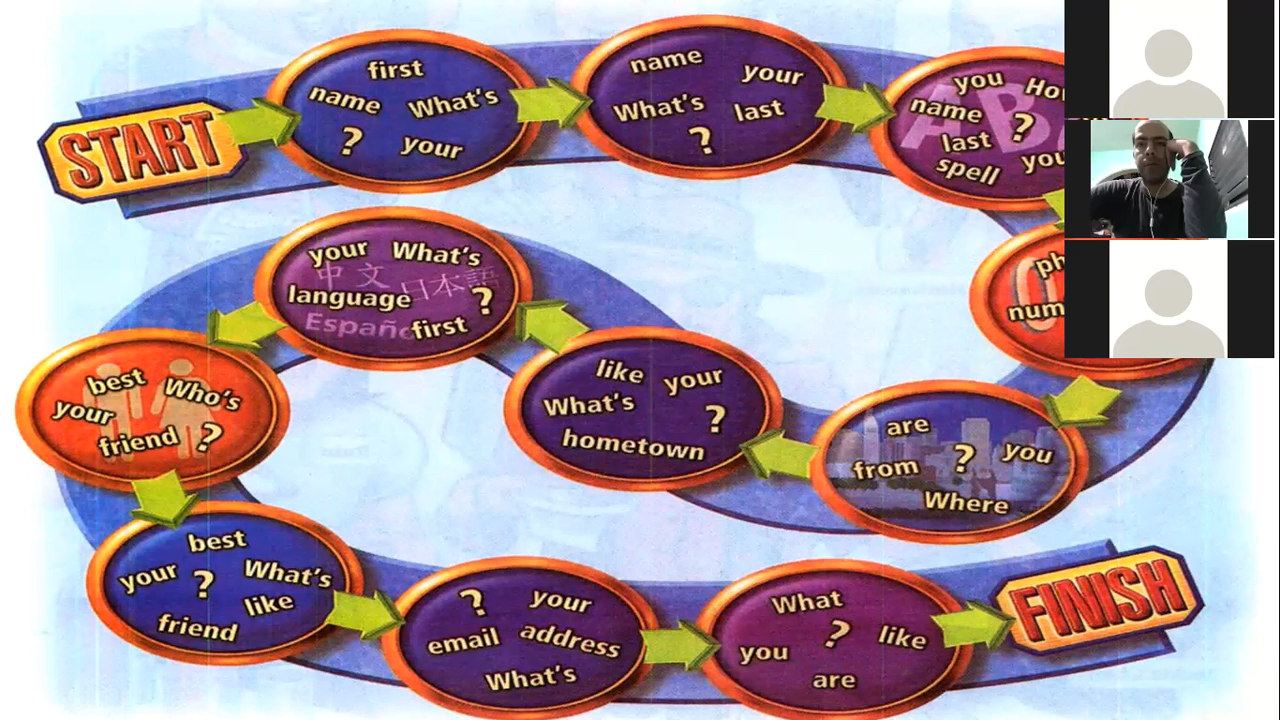 START
first
name What's
? your
name your
What's last
?
you
name ?
last
spell
your What's
中文 日本語
language ?
Españo first
like your
What's ?
hometown
are
from ? you
Where
best Who's
your
friend ?
best
your ? What's
like
friend
? your
email address
What's
What
you ? like
are
FINISH